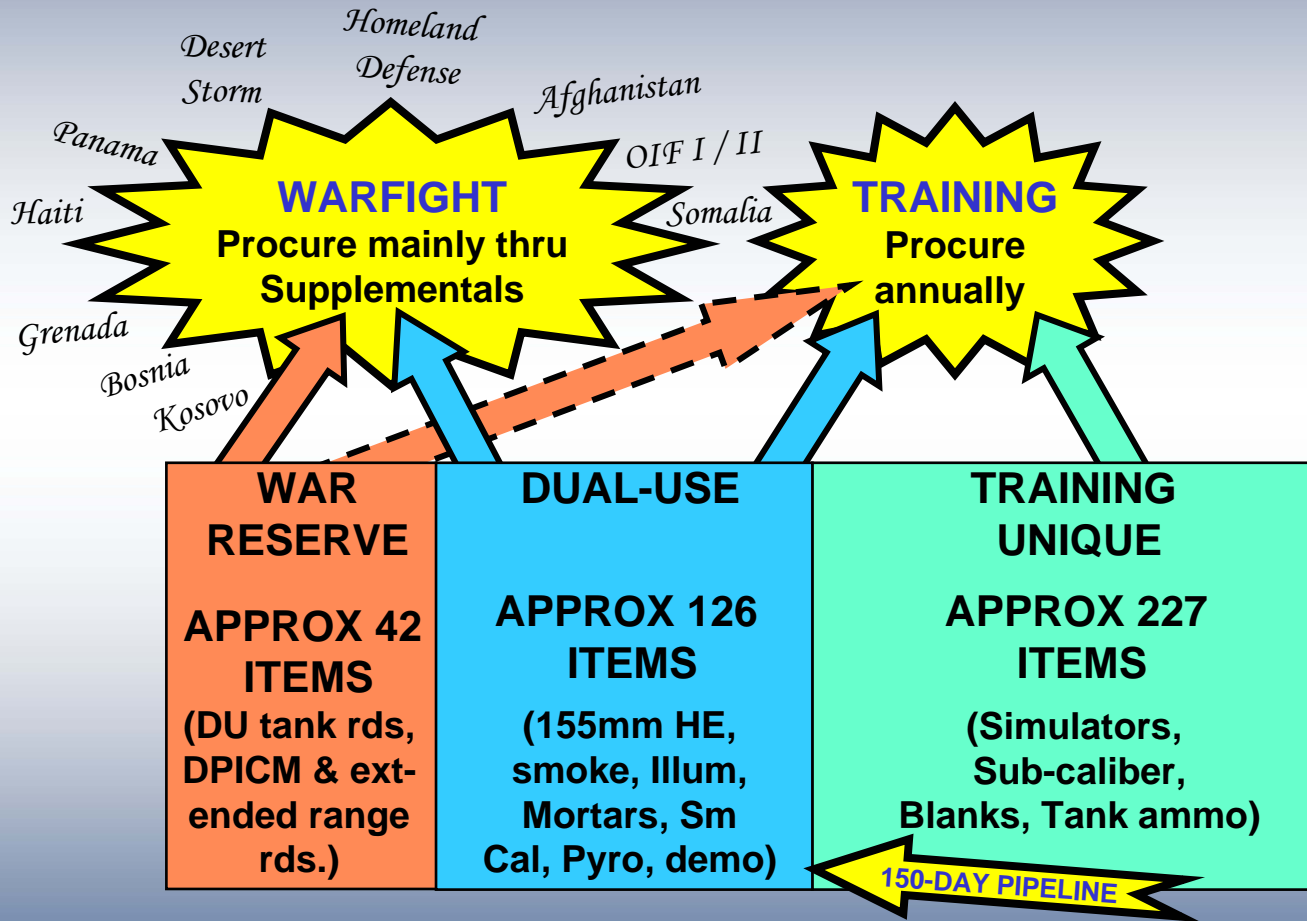 Homeland
Defense
Desert
Storm
Afghanistan
Panama
OIF I / II
Haiti
Somalia
Grenada
Bosnia
Kosovo
WARFIGHT
Procure mainly thru
Supplementals
TRAINING
Procure
annually
WAR
RESERVE
APPROX 42
ITEMS
(DU tank rds,
DPICM & ext-
ended range
rds.)
DUAL-USE
APPROX 126
ITEMS
(155mm HE,
smoke, Illum,
Mortars, Sm
Cal, Pyro, demo)
TRAINING
UNIQUE
APPROX 227
ITEMS
(Simulators,
Sub-caliber,
Blanks, Tank ammo)
150-DAY PIPELINE